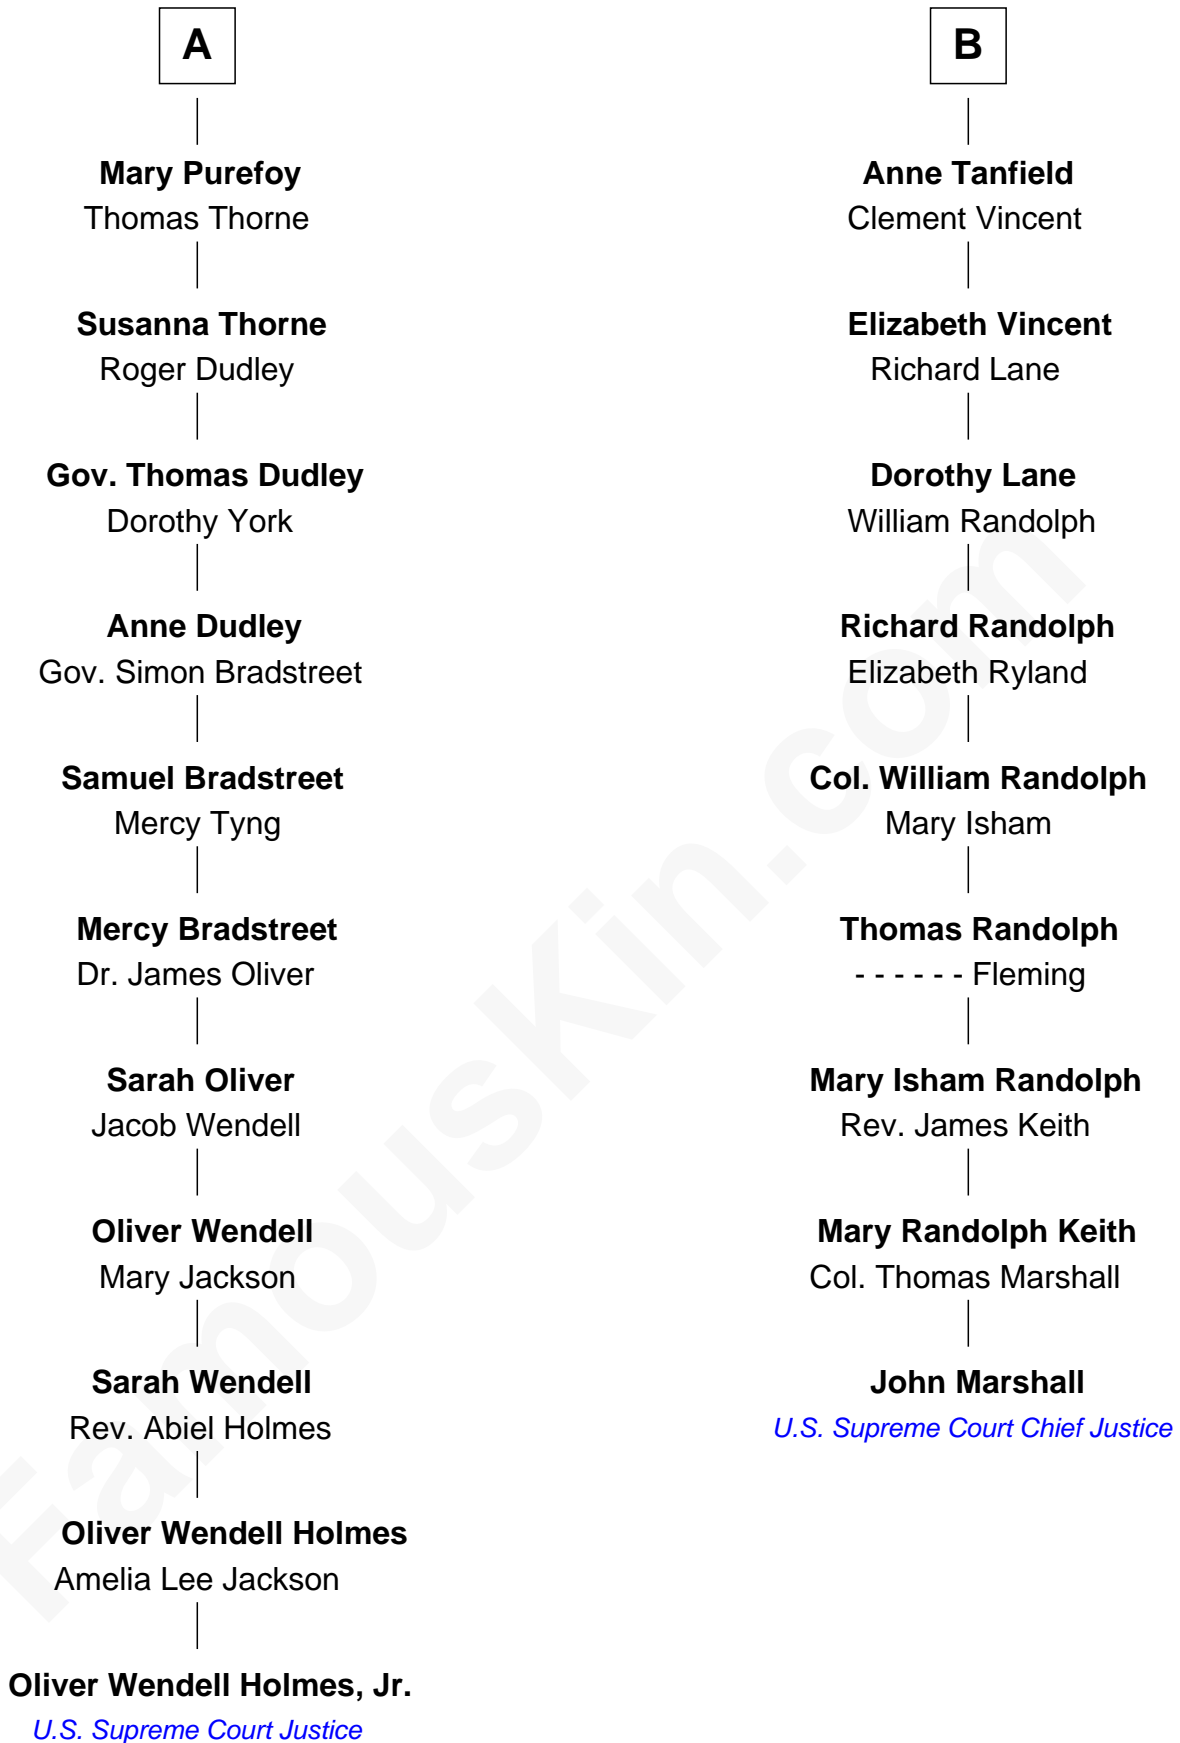 A
Mary Purefoy
Thomas Thorne
Susanna Thorne
Roger Dudley
Gov. Thomas Dudley
Dorothy York
Anne Dudley
Gov. Simon Bradstreet
Samuel Bradstreet
Mercy Tyng
Mercy Bradstreet
Dr. James Oliver
Sarah Oliver
Jacob Wendell
Oliver Wendell
Mary Jackson
Sarah Wendell
Rev. Abiel Holmes
Oliver Wendell Holmes
Amelia Lee Jackson
Oliver Wendell Holmes, Jr.
U.S. Supreme Court Justice
B
Anne Tanfield
Clement Vincent
Elizabeth Vincent
Richard Lane
Dorothy Lane
William Randolph
Richard Randolph
Elizabeth Ryland
Col. William Randolph
Mary Isham
Thomas Randolph
- - - - - - Fleming
Mary Isham Randolph
Rev. James Keith
Mary Randolph Keith
Col. Thomas Marshall
John Marshall
U.S. Supreme Court Chief Justice
FamousKin.com